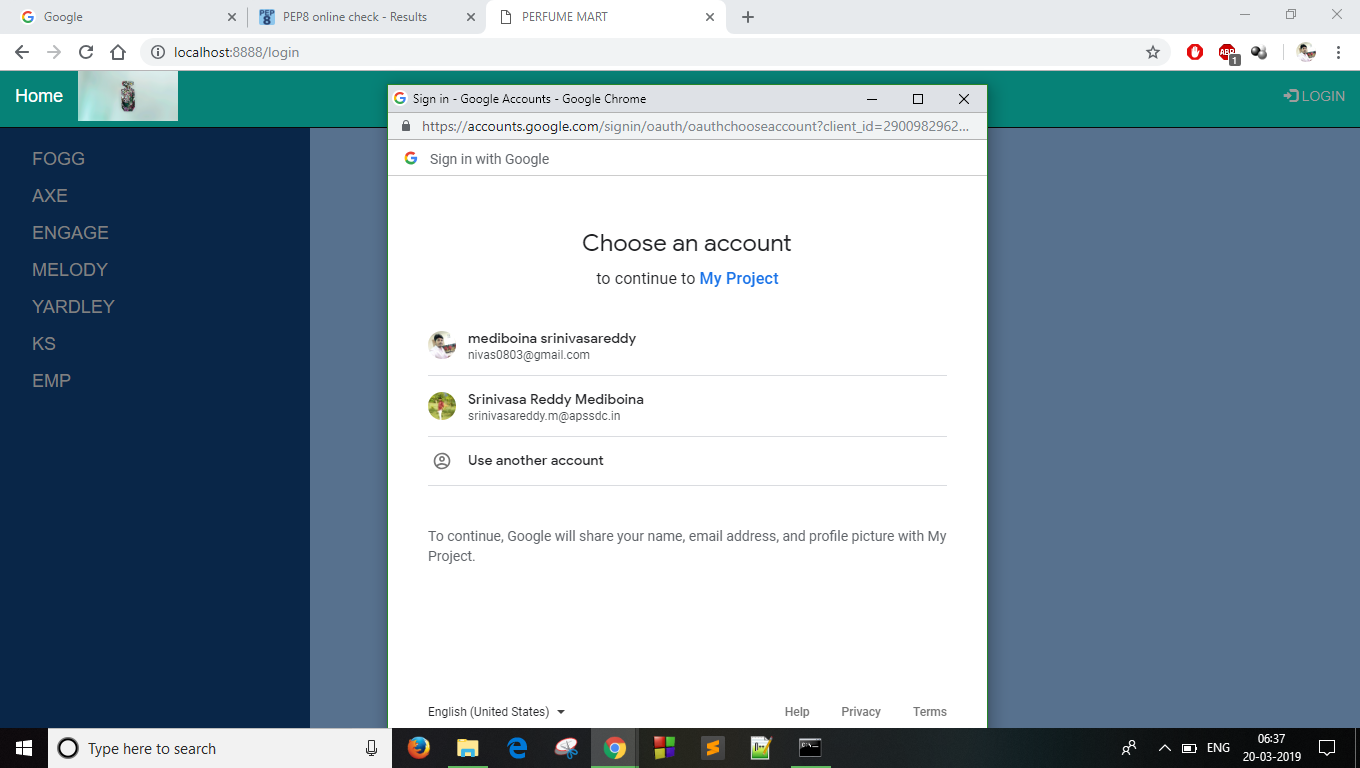 Google
PEP8 online check - Results
PERFUME MART
localhost:8888/login
ABP
1
Home
LOGIN
FOGG
AXE
ENGAGE
MELODY
YARDLEY
KS
EMP
Sign in - Google Accounts - Google Chrome
https://accounts.google.com/signin/oauth/oauthchooseaccount?client_id=2900982962...
Sign in with Google
Choose an account
to continue to My Project
mediboina srinivasareddy
nivas0803@gmail.com
Srinivasa Reddy Mediboina
srinivasareddy.m@apssdc.in
Use another account
To continue, Google will share your name, email address, and profile picture with My
Project.
English (United States)
Help
Privacy
Terms
Type here to search
ENG
06:37
20-03-2019